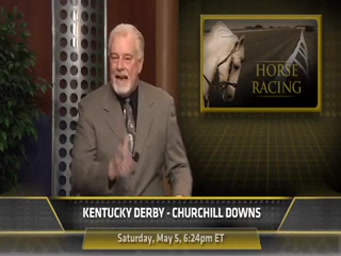 HORSE
RACING
KENTUCKY DERBY - CHURCHILL DOWNS
Saturday, May 5, 6:24pm ET